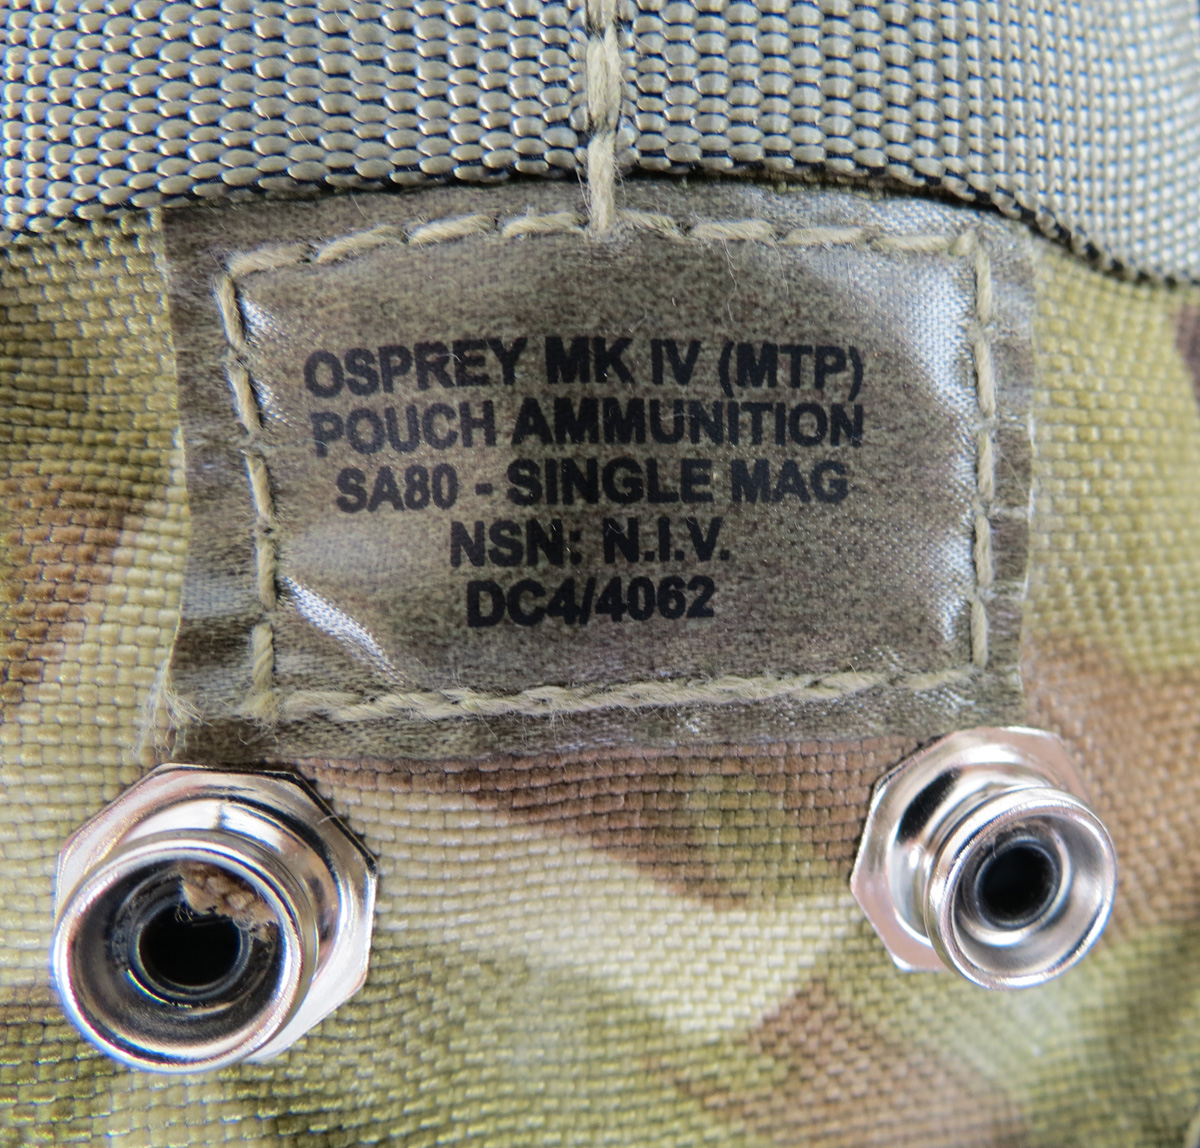 OSPREY MK IV (MTP)
POUCH AMMUNITION
SA80 - SINGLE MAG
NSN: N.I.V.
DC4/4062